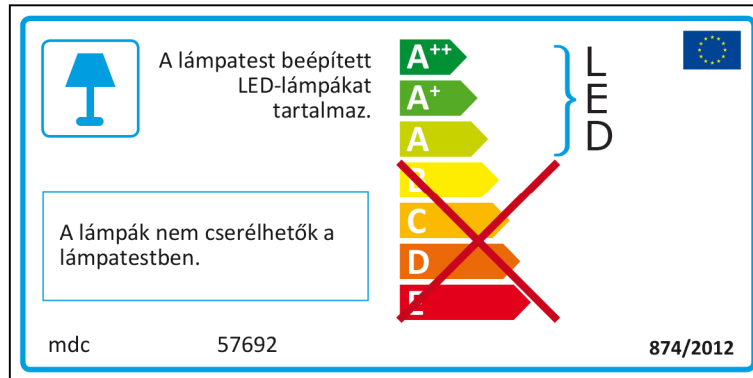 A lámpatest beépített
LED-lámpákat
tartalmaz.
A++
A+
A
B
C
D
E
L
E
D
A lámpák nem cserélhetők a
lámpatestben.
mdc 57692
874/2012